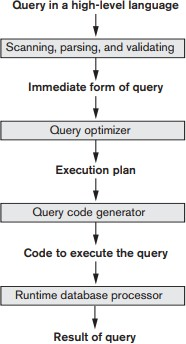 Query in a high-level language
Scanning, parsing, and validating
Immediate form of query
Query optimizer
Execution plan
Query code generator
Code to execute the query
Runtime database processor
Result of query